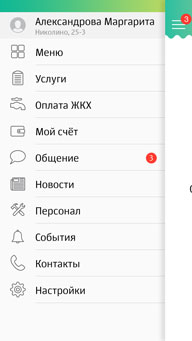 Александрова Маргарита
Николино, 25-3
3
Меню
Услуги
Оплата ЖКХ
Мой счёт
Общение 3
Новости
Персонал
События
Контакты
Настройки